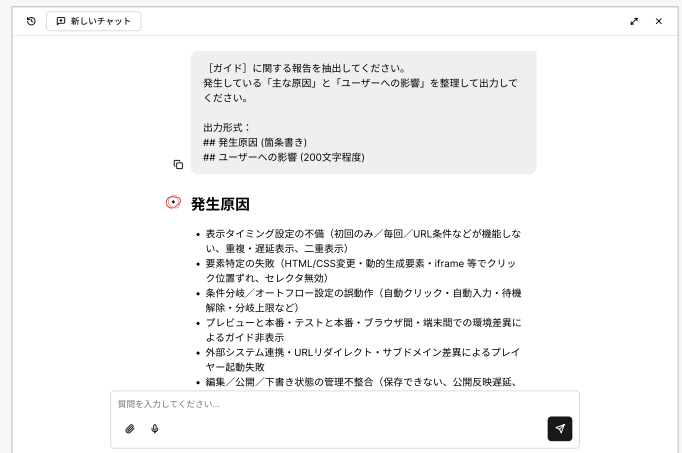 新しいチャット
［ガイド］に関する報告を抽出してください。
発生している「主な原因」と「ユーザーへの影響」を整理して出力して
ください。
出力形式：
## 発生原因 (箇条書き)
## ユーザーへの影響 (200文字程度)
発生原因
• 表示タイミング設定の不備（初回のみ／毎回／URL条件などが機能しな
い、重複・遅延表示、二重表示）
• 要素特定の失敗（HTML/CSS変更・動的生成要素・iframe 等でクリッ
ク位置ずれ、セレクタ無効）
• 条件分岐／オートフロー設定の誤動作（自動クリック・自動入力・待機
解除・分岐上限など）
• プレビューと本番・テストと本番・ブラウザ間・端末間での環境差異に
よるガイド非表示
• 外部システム連携・URLリダイレクト・サブドメイン差異によるプレイ
ヤー起動失敗
• 編集／公開／下書き状態の管理不整合（保存できない、公開反映遅延、
質問を入力してください...